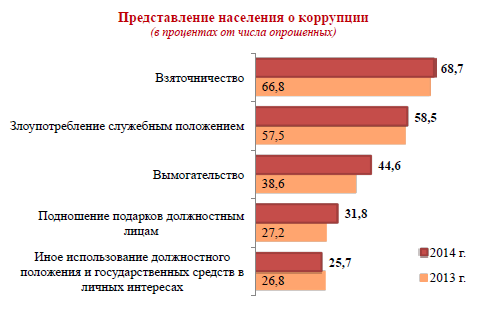 Представление населения о коррупции
(в процентах от числа опрошенных)
Взяточничество
68,7
66,8
Злоупотребление служебным положением
58,5
57,5
Вымогательство
44,6
38,6
Подношение подарков должностным
лицам
31,8
27,2
Иное использование должностного
положения и государственных средств в
личных интересах
25,7
26,8
2014 г.
2013 г.